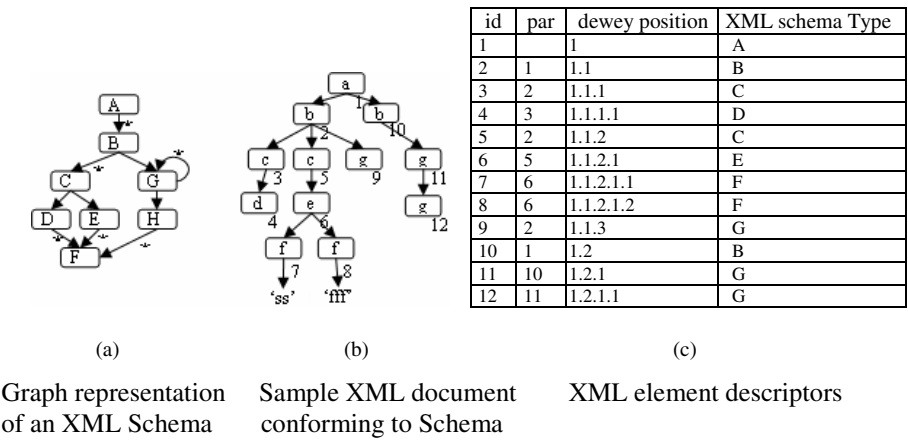 A
*
B
*
*
C
G
D
E
H
*
*
*
F
a
1
b
b
2
10
c
c
g
g
3
5
9
11
d
e
g
4
6
12
f
f
7
8
‘ss’
‘fff’
id par dewey position XML schema Type
1 1 A
2 1 1.1 B
3 2 1.1.1 C
4 3 1.1.1.1 D
5 2 1.1.2 C
6 5 1.1.2.1 E
7 6 1.1.2.1.1 F
8 6 1.1.2.1.2 F
9 2 1.1.3 G
10 1 1.2 B
11 10 1.2.1 G
12 11 1.2.1.1 G
(a) (b) (c)
Graph representation Sample XML document XML element descriptors
of an XML Schema conforming to Schema